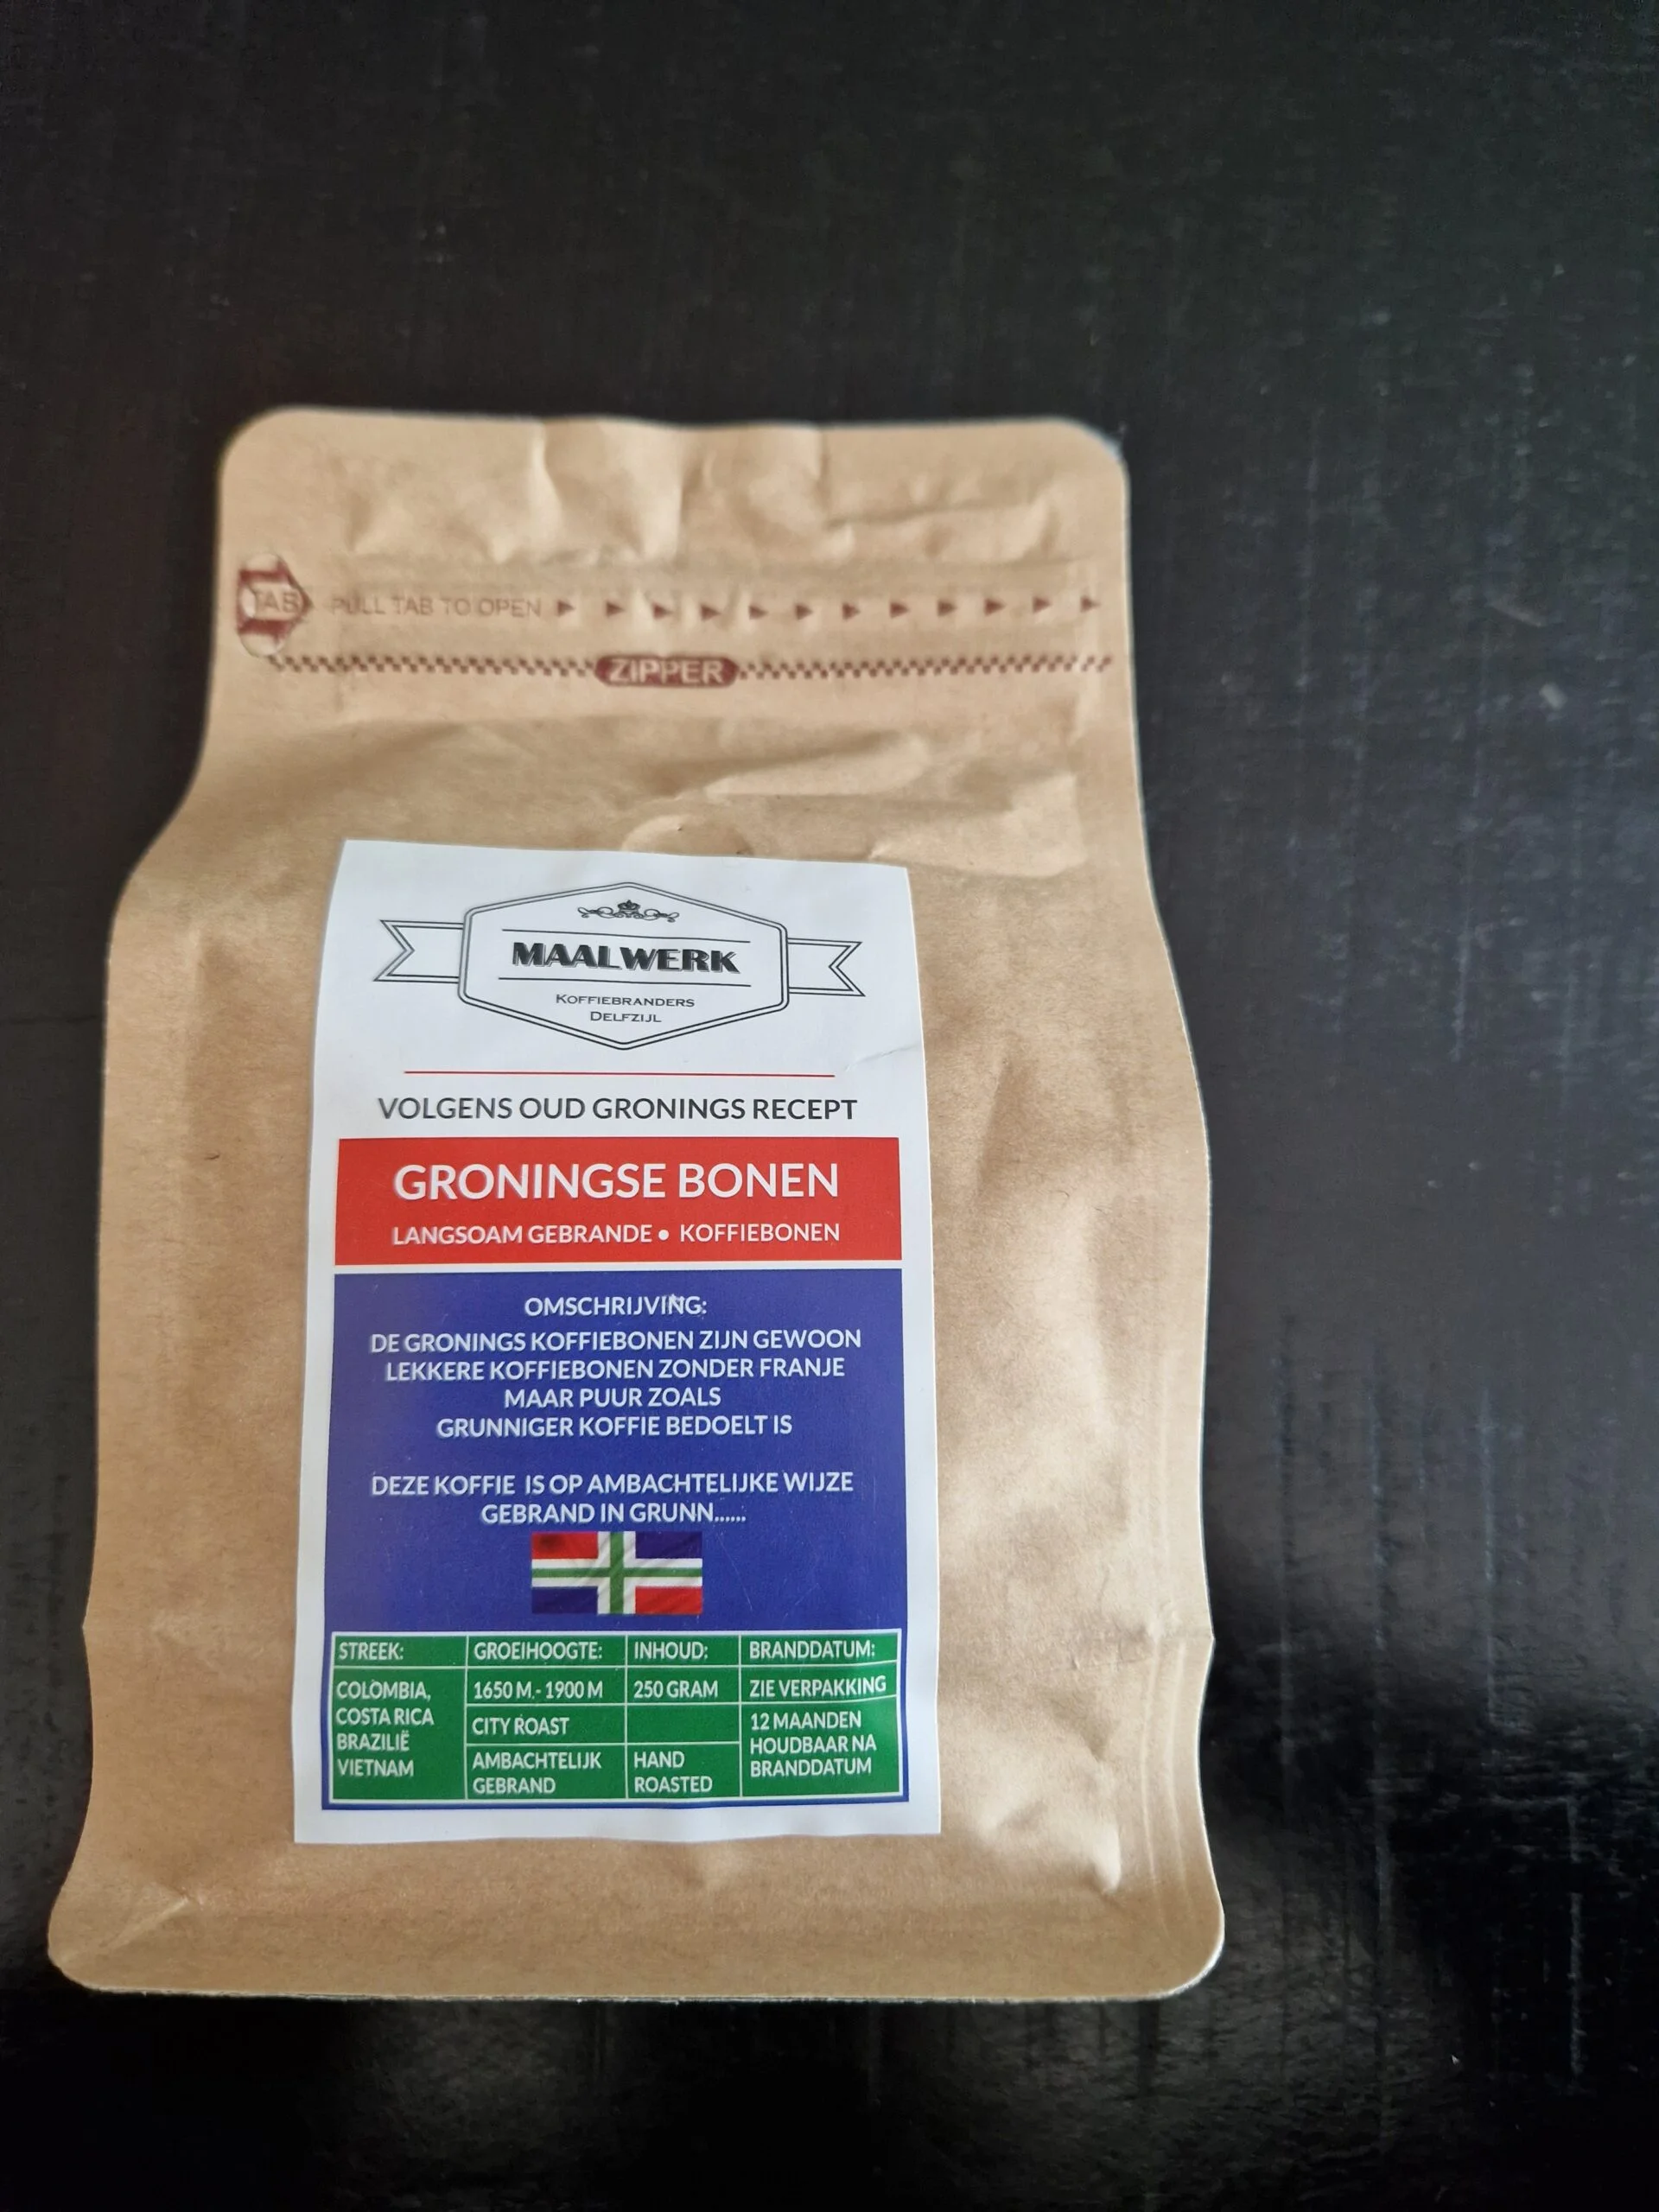 TAB PULL TAB TO OPEN
ZIPPER
MAALWERK
KOFFIEBRANDERS
DELFZIJL
VOLGENS OUD GRONINGS RECEPT
GRONINGSE BONEN
LANGSOAM GEBRANDE • KOFFIEBONEN
OMSCHRIJVING:
DE GRONINGS KOFFIEBONEN ZIJN GEWOON
LEKKERE KOFFIEBONEN ZONDER FRANJE
MAAR PUUR ZOALS
GRUNNIGER KOFFIE BEDOELT IS
DEZE KOFFIE IS OP AMBACHTELIJKE WIJZE
GEBRAND IN GRUNN......
STREEK: GROEIHOOGTE: INHOUD: BRANDDATUM:
COLOMBIA, 1650 M.- 1900 M 250 GRAM ZIE VERPAKKING
COSTA RICA CITY ROAST 12 MAANDEN
BRAZILIË HOUDBAAR NA
VIETNAM AMBACHTELIJK HAND BRANDDATUM
GEBRAND ROASTED